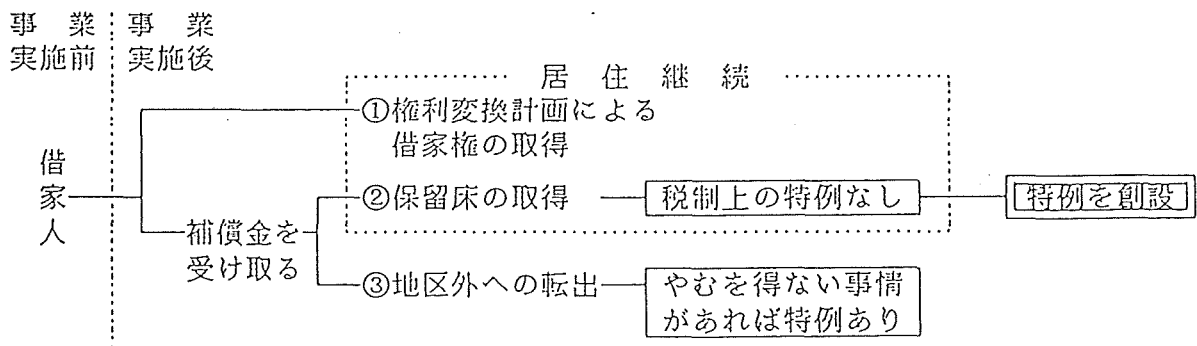 事業 事業
実施前 実施後
居住継続
①権利変換計画による
借家権の取得
借家人
②保留床の取得 税制上の特例なし 特例を創設
補償金を
受け取る
③地区外への転出 やむを得ない事情
があれば特例あり